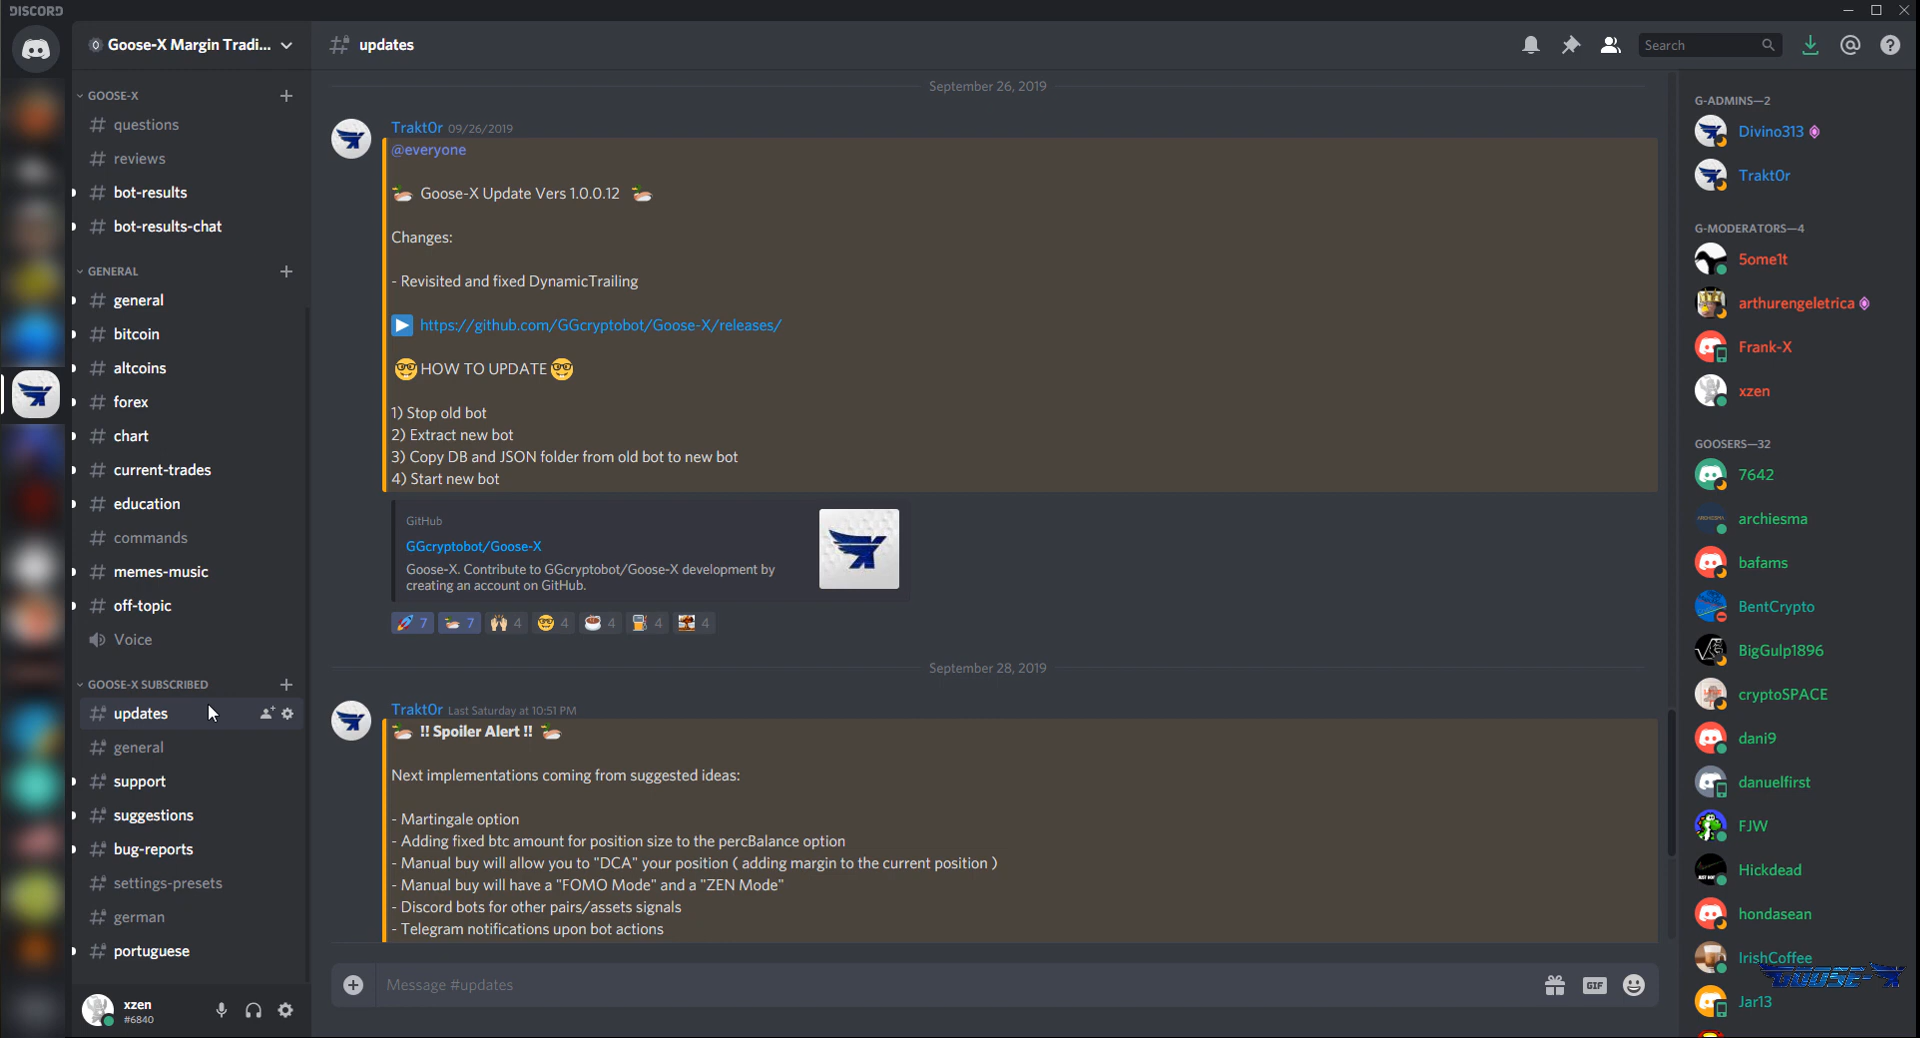 DISCORD
Goose-X Margin Tradi...
updates
Search
GOOSE-X
questions
reviews
bot-results
bot-results-chat
GENERAL
general
bitcoin
altcoins
forex
chart
current-trades
education
commands
memes-music
off-topic
Voice
GOOSE-X SUBSCRIBED
updates
general
support
suggestions
bug-reports
settings-presets
german
portuguese
xzen
#6840
September 26, 2019
Trakt0r 09/26/2019
@everyone
Goose-X Update Vers 1.0.0.12
Changes:
- Revisited and fixed DynamicTrailing
https://github.com/GGcryptobot/Goose-X/releases/
HOW TO UPDATE
1) Stop old bot
2) Extract new bot
3) Copy DB and JSON folder from old bot to new bot
4) Start new bot
GitHub
GGcryptobot/Goose-X
Goose-X. Contribute to GGcryptobot/Goose-X development by
creating an account on GitHub.
7 7 4 4 4 4 4
September 28, 2019
Trakt0r Last Saturday at 10:51 PM
!! Spoiler Alert !!
Next implementations coming from suggested ideas:
- Martingale option
- Adding fixed btc amount for position size to the percBalance option
- Manual buy will allow you to "DCA" your position ( adding margin to the current position )
- Manual buy will have a "FOMO Mode" and a "ZEN Mode"
- Discord bots for other pairs/assets signals
- Telegram notifications upon bot actions
Message #updates
GIF
G-ADMINS—2
Divino313
Trakt0r
G-MODERATORS—4
5ome1t
arthurengeletrica
Frank-X
xzen
GOOSERS—32
7642
archiesma
bafams
BentCrypto
BigGulp1896
cryptoSPACE
dani9
danuelfirst
FJW
Hickdead
hondasean
IrishCoffee
GOOSE-X
Jar13